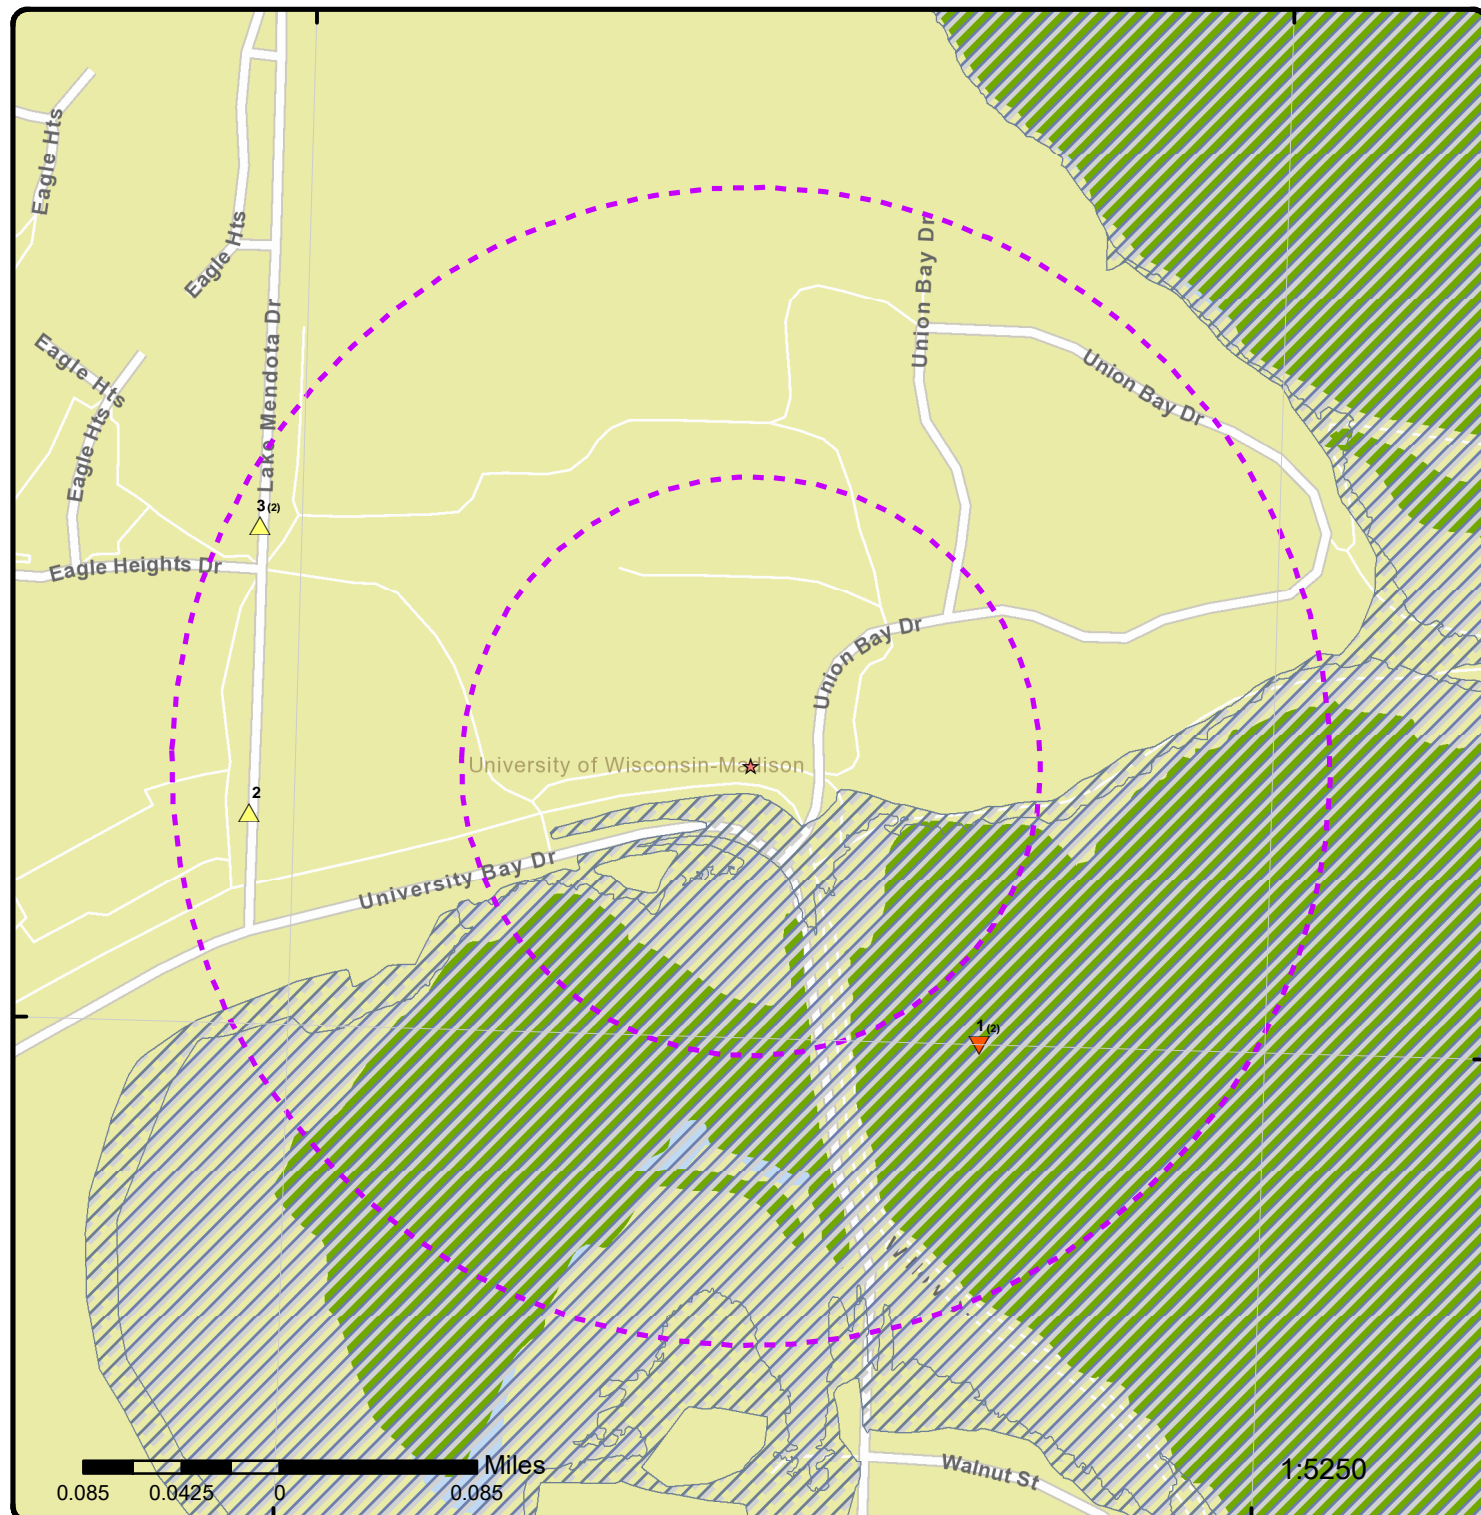 Eagle Hts
Eagle Hts
Union Bay Dr
Lake Mendota Dr
Eagle Hts
Union Bay Dr
Eagle Hts
3 (2)
Eagle Heights Dr
Union Bay Dr
University of Wisconsin-Madison
2
University Bay Dr
1 (2)
Miles
0.085 0.0425 0 0.085
Walnut St
1:5250